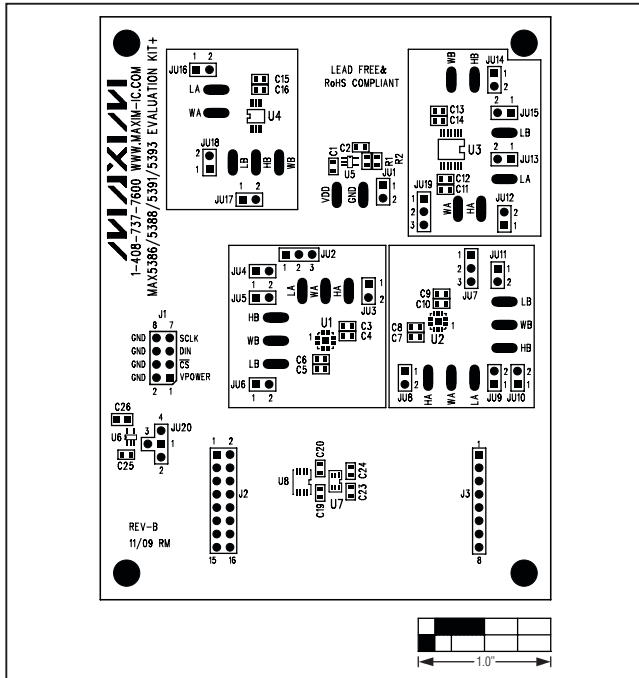 MAXIM
1-408-737-7600 WWW.MAXIM-IC.COM
MAX5386/5388/5391/5393 EVALUATION KIT+
LEAD FREE&
RoHS COMPLIANT
JU16
1 2
C15
C16
LA
WA
U4
JU18
2
1
LB
HB
WB
JU17
1 2
C2
C1
U5
R1
R2
VDD
GND
JU1
1
2
WB
HB
JU14
1
2
C13
C14
2 1
JU15
LB
U3
2 1
JU13
LA
C12
C11
JU19
1
2
3
WA
HA
JU12
2
1
JU2
1 2 3
JU4
1 2
JU5
1 2
LA
WA
HA
JU3
1
2
HB
WB
LB
U1
1
C3
C4
C6
C5
JU6
1 2
JU7
1
2
3
JU11
1
2
C9
C10
C8
C7
U2
1
LB
WB
HB
JU8
1
2
HA
WA
LA
JU9
2
1
JU10
2
1
J1
8 7
GND SCLK
GND DIN
GND CS
GND VPOWER
2 1
C26
U6
C25
JU20
4
3
1
2
1 2
J2
15 16
C20
U8
C19
U7
C24
C23
1
J3
8
REV-B
11/09 RM
1.0"